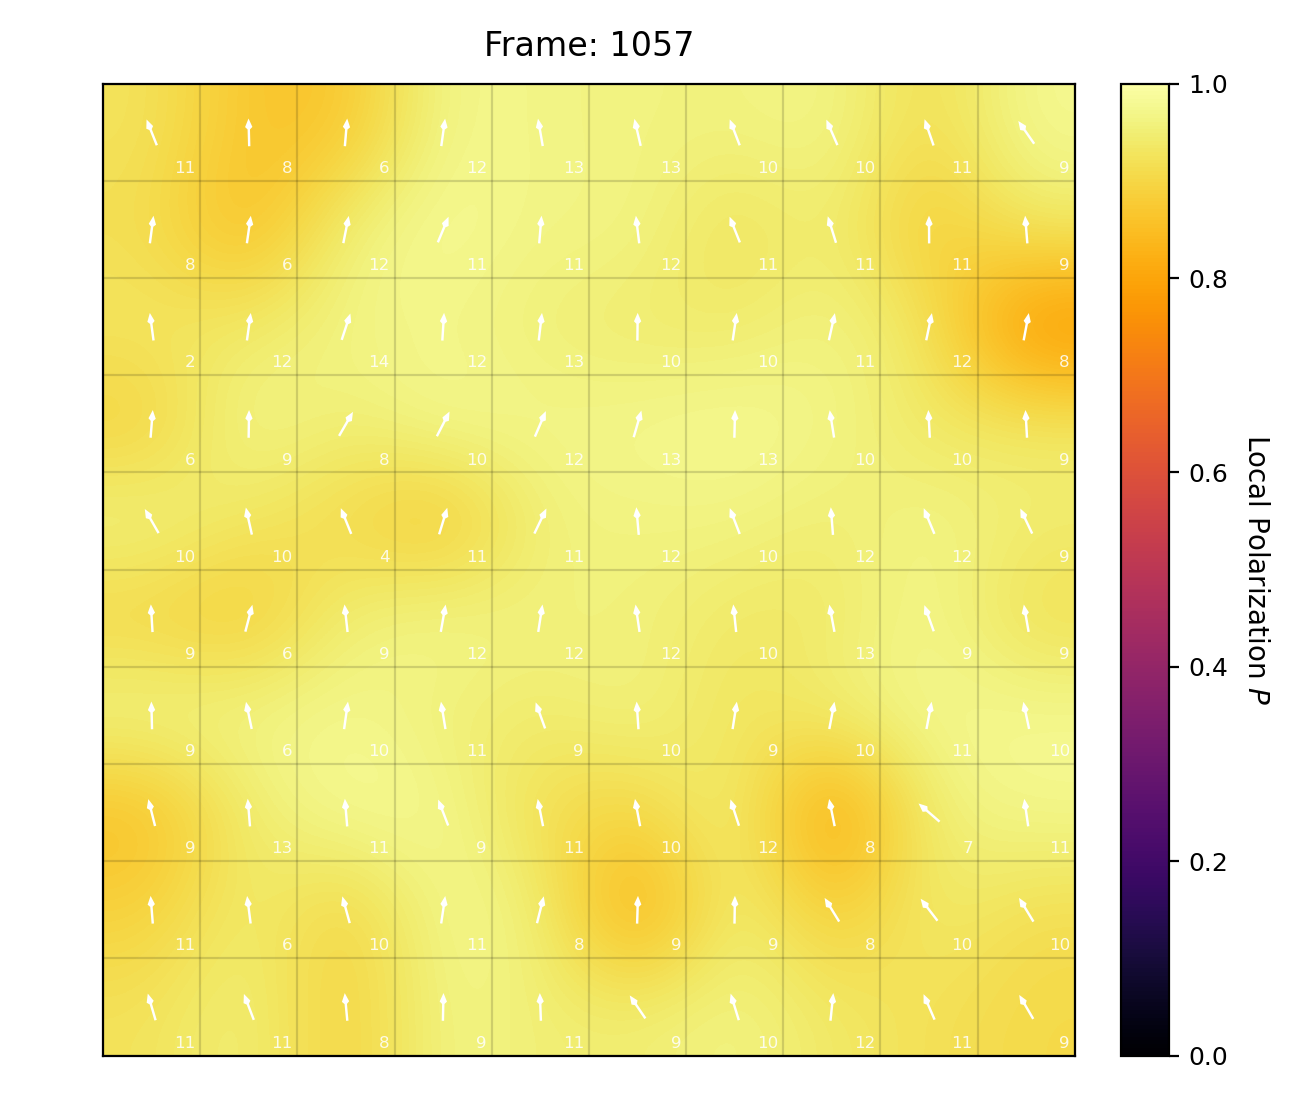 Frame: 1057
11 8 6 12 13 13 10 10 11 9
8 6 12 11 11 12 11 11 11 9
2 12 14 12 13 10 10 11 12 8
6 9 8 10 12 13 13 10 10 9
10 10 4 11 11 12 10 12 12 9
9 6 9 12 12 12 10 13 9 9
9 6 10 11 9 10 9 10 11 10
9 13 11 9 11 10 12 8 7 11
11 6 10 11 8 9 9 8 10 10
11 11 8 9 11 9 10 12 11 9
1.0
0.8
0.6
0.4
0.2
0.0
Local Polarization P